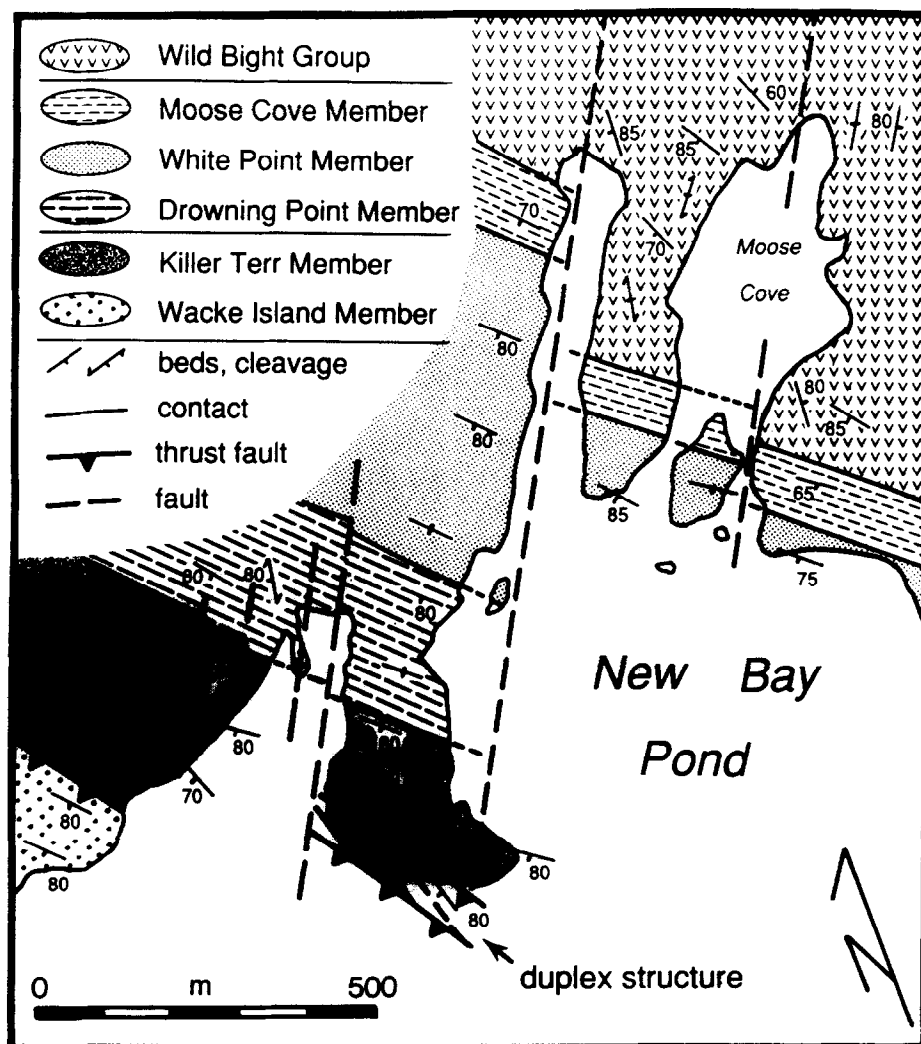 Wild Bight Group
Moose Cove Member
White Point Member
Drowning Point Member
Killer Terr Member
Wacke Island Member
beds, cleavage
contact
thrust fault
fault
60
85
85
80
70
70
Moose
Cove
80
80
80
85
65
85
75
80
80
80
New Bay
Pond
80
80
70
80
80
80
80
duplex structure
0 m 500
N